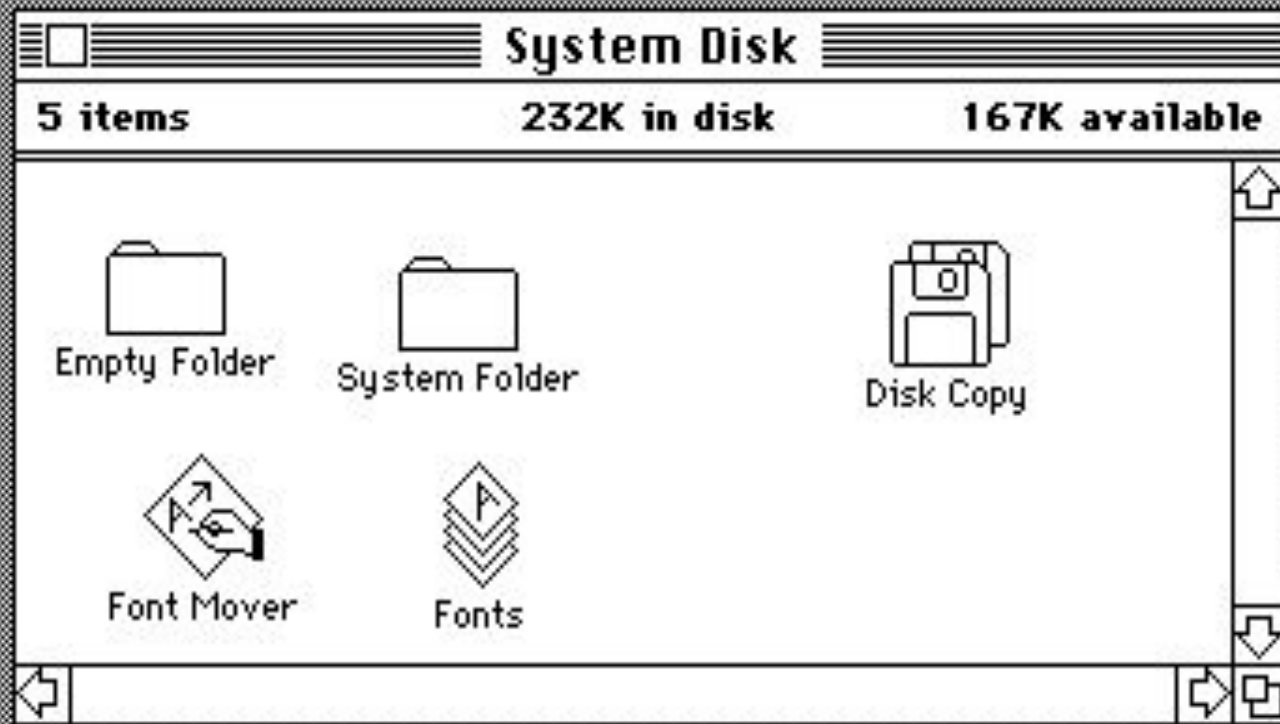 System Disk
5 items 232K in disk 167K available
Empty Folder
System Folder
Disk Copy
Font Mover
Fonts